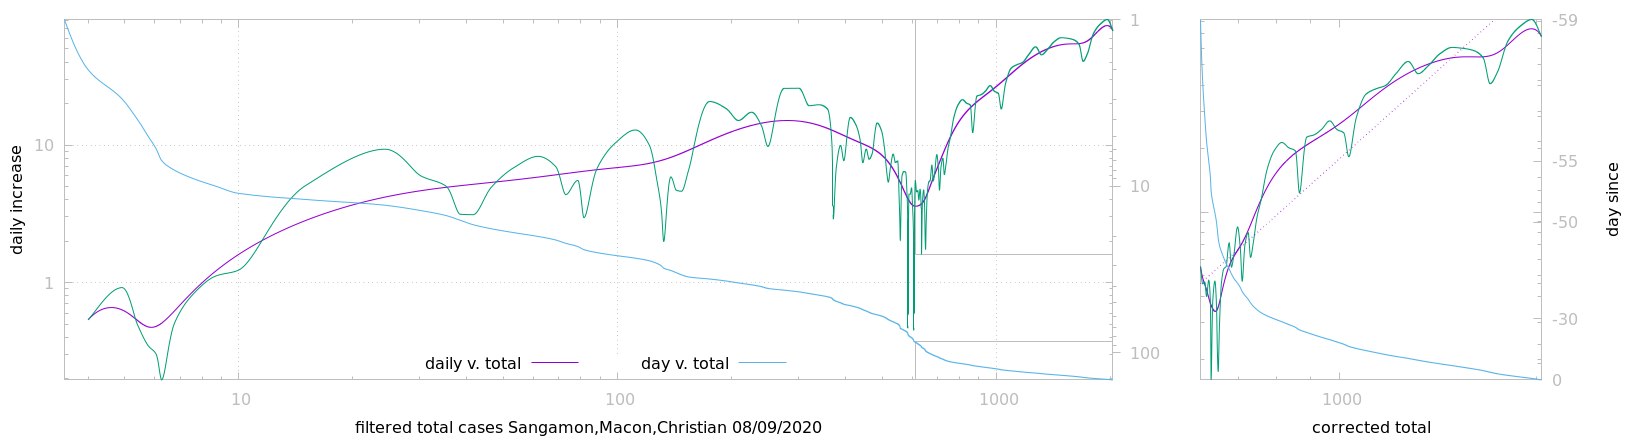 daily increase
10
1
daily v. total
day v. total
10
100
1000
filtered total cases Sangamon,Macon,Christian 08/09/2020
1
10
100
1000
corrected total
-59
-55
-50
-30
0
day since